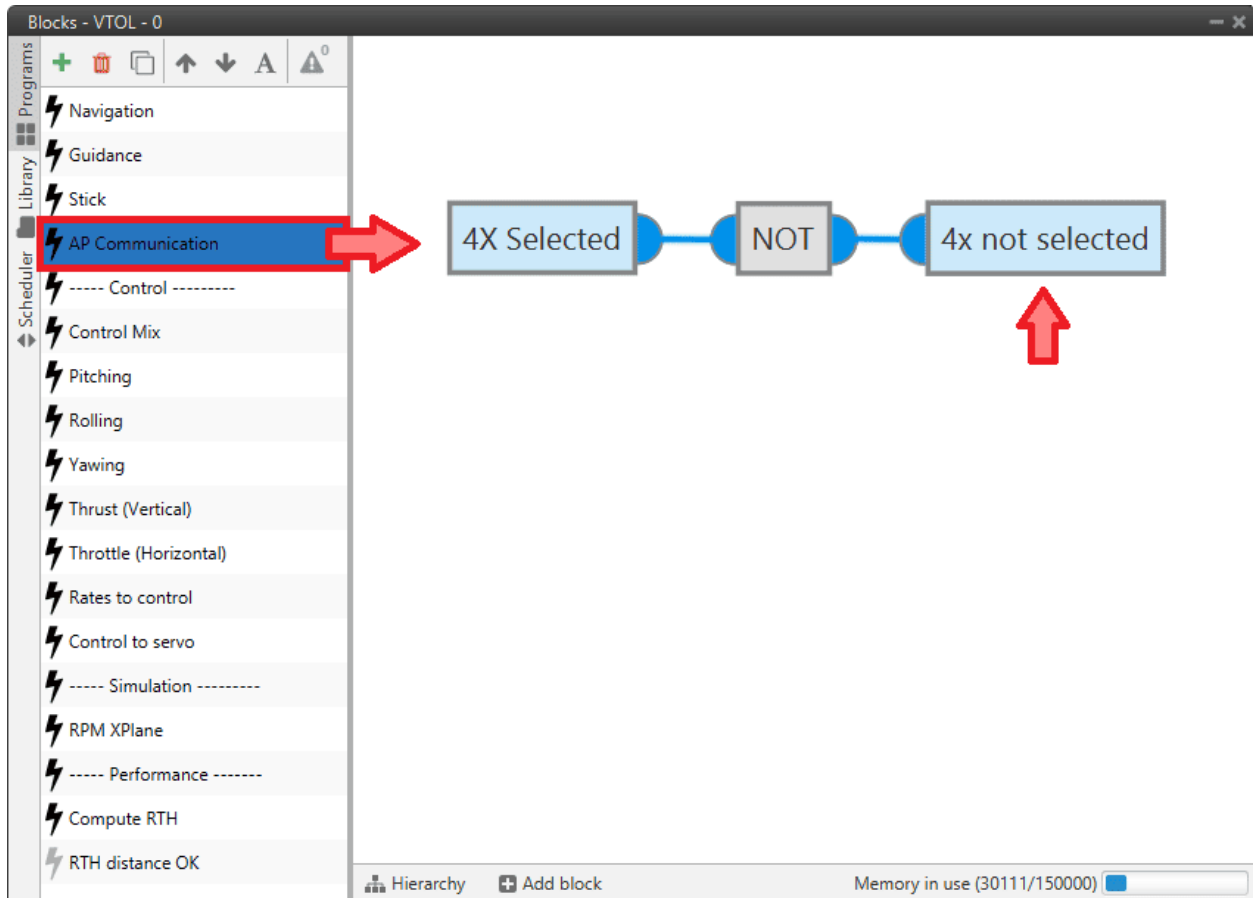 Blocks - VTOL - 0
Programs
Library
Scheduler
A
0
Navigation
Guidance
Stick
AP Communication
----- Control ---------
Control Mix
Pitching
Rolling
Yawing
Thrust (Vertical)
Throttle (Horizontal)
Rates to control
Control to servo
----- Simulation ---------
RPM XPlane
----- Performance -------
Compute RTH
RTH distance OK
4X Selected
NOT
4x not selected
Hierarchy
Add block
Memory in use (30111/150000)